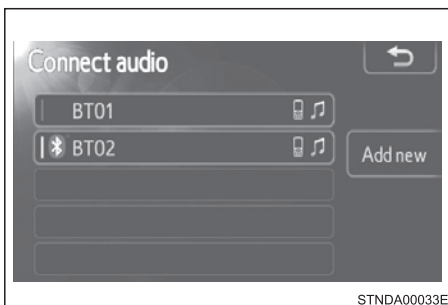 Connect audio
BT01
BT02
Add new
STNDA00033E